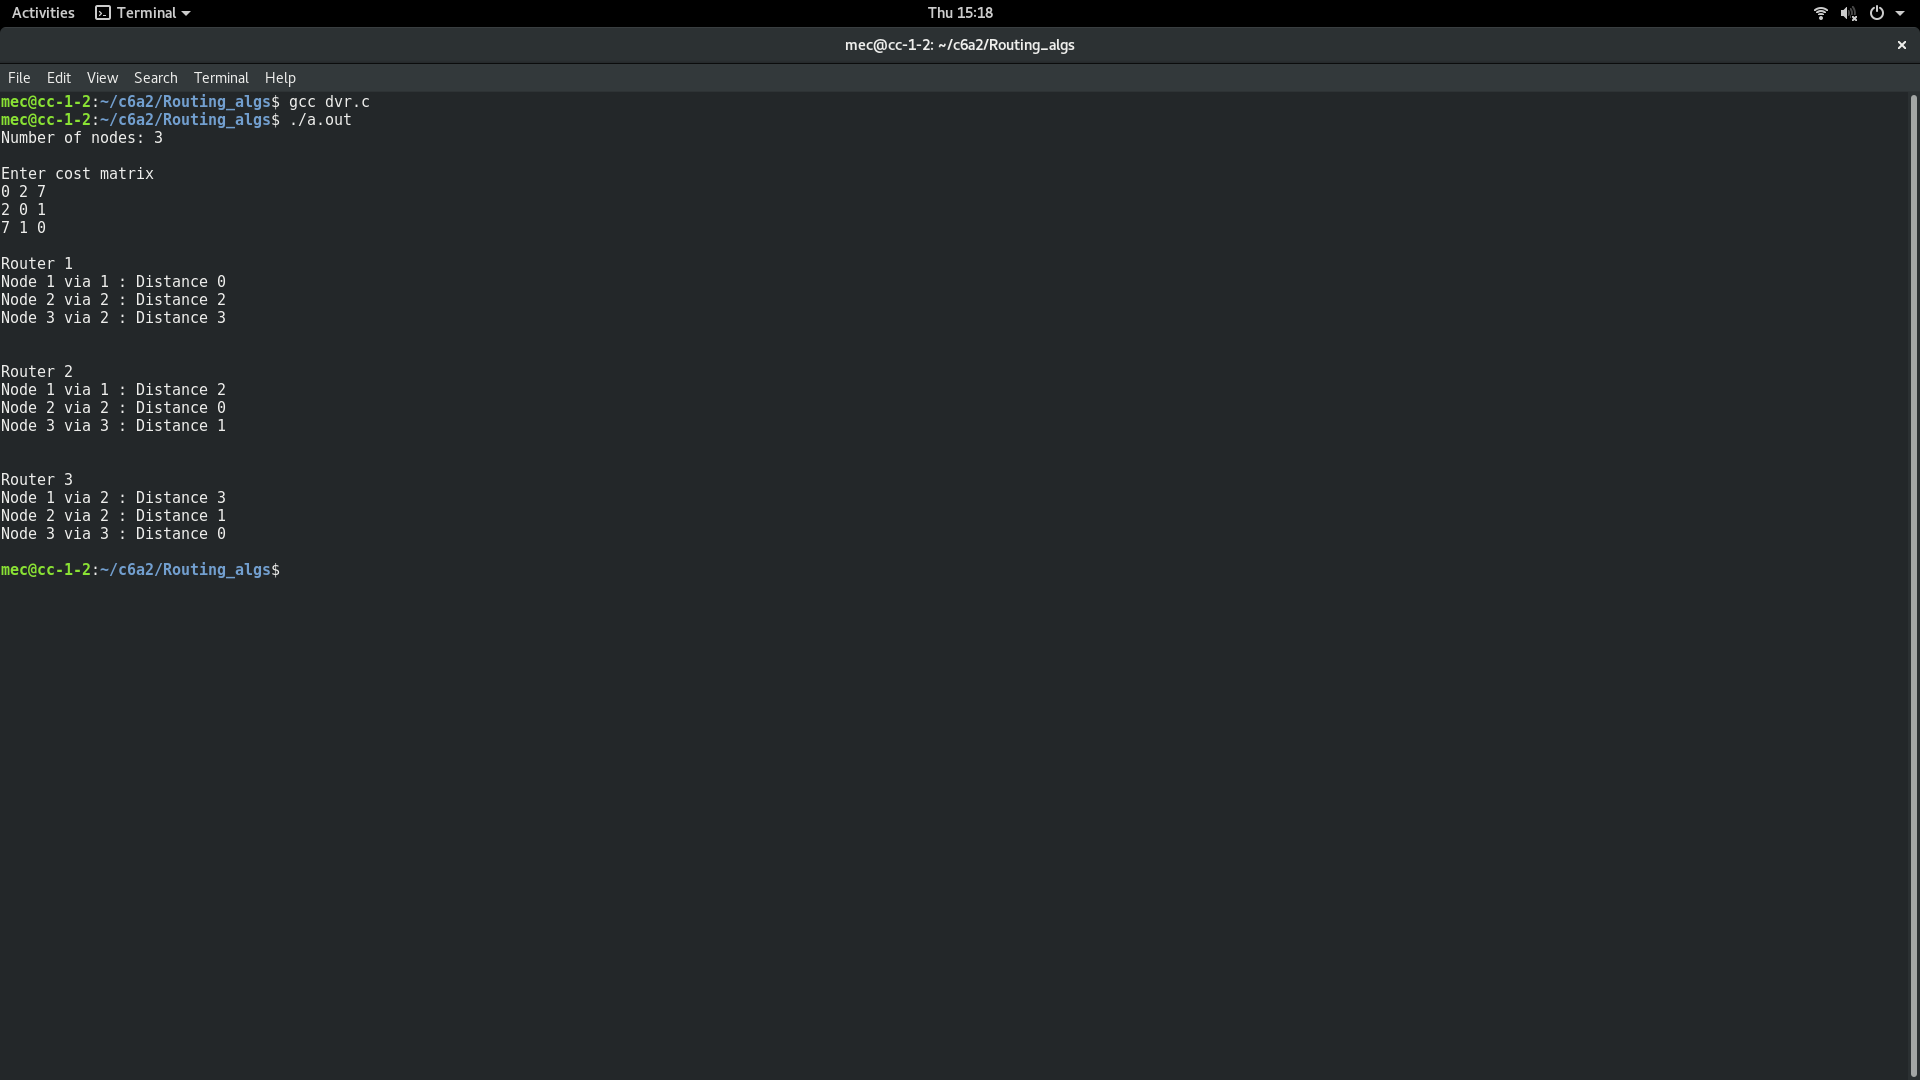 Activities Terminal Thu 15:18
mec@cc-1-2: ~/c6a2/Routing_algs
File Edit View Search Terminal Help
mec@cc-1-2:~/c6a2/Routing_algs$ gcc dvr.c
mec@cc-1-2:~/c6a2/Routing_algs$ ./a.out
Number of nodes: 3
Enter cost matrix
0 2 7
2 0 1
7 1 0
Router 1
Node 1 via 1 : Distance 0
Node 2 via 2 : Distance 2
Node 3 via 2 : Distance 3
Router 2
Node 1 via 1 : Distance 2
Node 2 via 2 : Distance 0
Node 3 via 3 : Distance 1
Router 3
Node 1 via 2 : Distance 3
Node 2 via 2 : Distance 1
Node 3 via 3 : Distance 0
mec@cc-1-2:~/c6a2/Routing_algs$